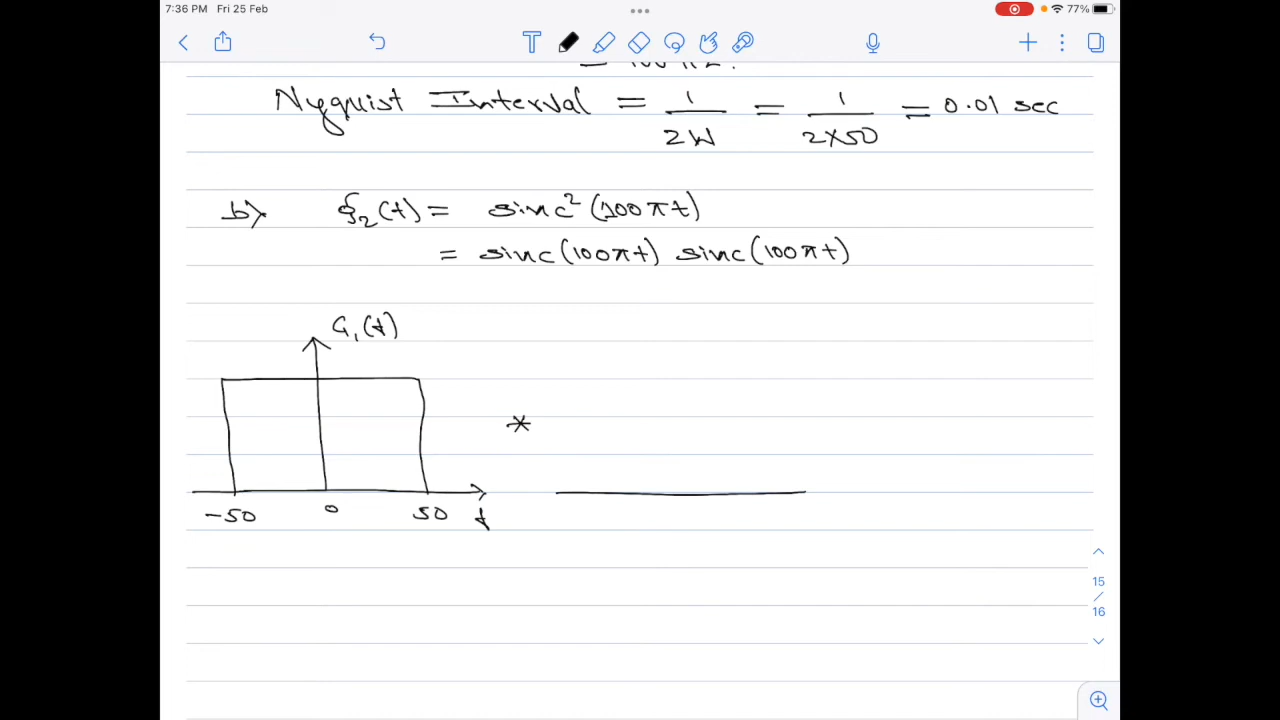 7:36 PM Fri 25 Feb
77%
T
Nyquist Interval = 1/2W = 1/2×50 = 0.01 sec
b) g₂(t) = sinc²(100πt)
= sinc(100πt) sinc(100πt)
G₁(f)
*
-50 0 50 f
15
/
16